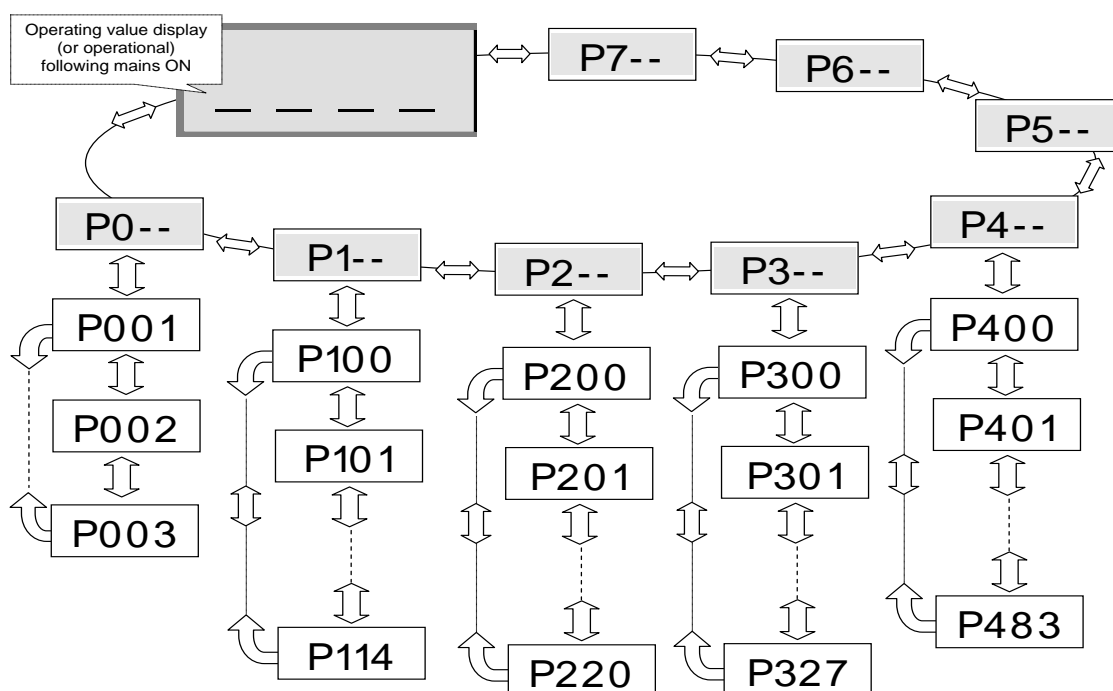 Operating value display
(or operational)
following mains ON
_ _ _ _
P7--
P6--
P5--
P0--
P1--
P2--
P3--
P4--
P001
P100
P200
P300
P400
P002
P101
P201
P301
P401
P003
P114
P220
P327
P483